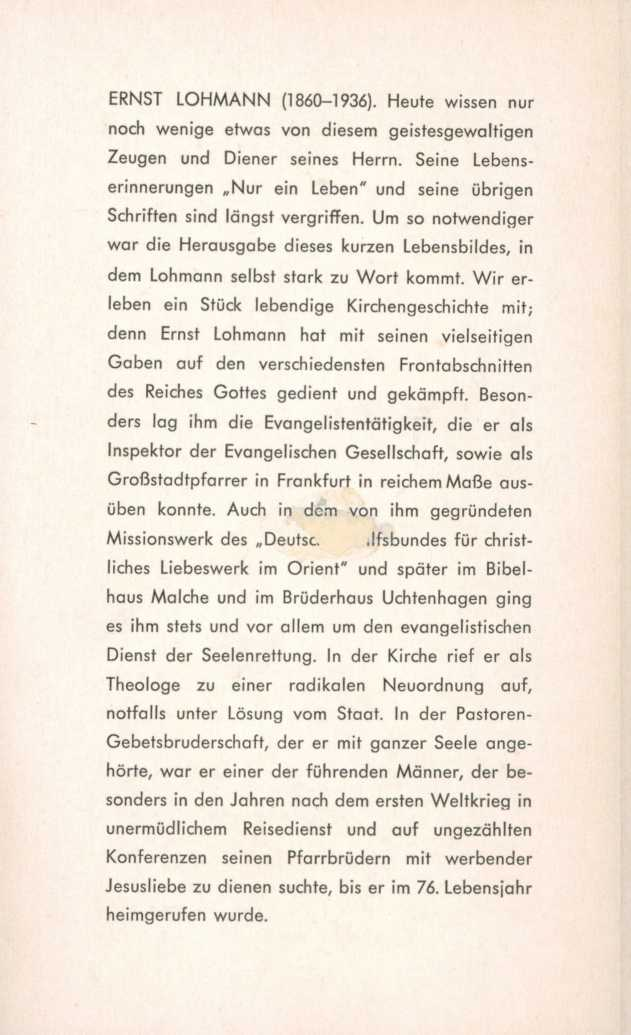 ERNST LOHMANN (1860–1936). Heute wissen nur
noch wenige etwas von diesem geistesgewaltigen
Zeugen und Diener seines Herrn. Seine Lebens-
erinnerungen „Nur ein Leben" und seine übrigen
Schriften sind längst vergriffen. Um so notwendiger
war die Herausgabe dieses kurzen Lebensbildes, in
dem Lohmann selbst stark zu Wort kommt. Wir er-
leben ein Stück lebendige Kirchengeschichte mit;
denn Ernst Lohmann hat mit seinen vielseitigen
Gaben auf den verschiedensten Frontabschnitten
des Reiches Gottes gedient und gekämpft. Beson-
ders lag ihm die Evangelistentätigkeit, die er als
Inspektor der Evangelischen Gesellschaft, sowie als
Großstadtpfarrer in Frankfurt in reichem Maße aus-
üben konnte. Auch in dem von ihm gegründeten
Missionswerk des „Deutsc lfsbundes für christ-
liches Liebeswerk im Orient" und später im Bibel-
haus Malche und im Brüderhaus Uchtenhagen ging
es ihm stets und vor allem um den evangelistischen
Dienst der Seelenrettung. In der Kirche rief er als
Theologe zu einer radikalen Neuordnung auf,
notfalls unter Lösung vom Staat. In der Pastoren-
Gebetsbruderschaft, der er mit ganzer Seele ange-
hörte, war er einer der führenden Männer, der be-
sonders in den Jahren nach dem ersten Weltkrieg in
unermüdlichem Reisedienst und auf ungezählten
Konferenzen seinen Pfarrbrüdern mit werbender
Jesusliebe zu dienen suchte, bis er im 76. Lebensjahr
heimgerufen wurde.